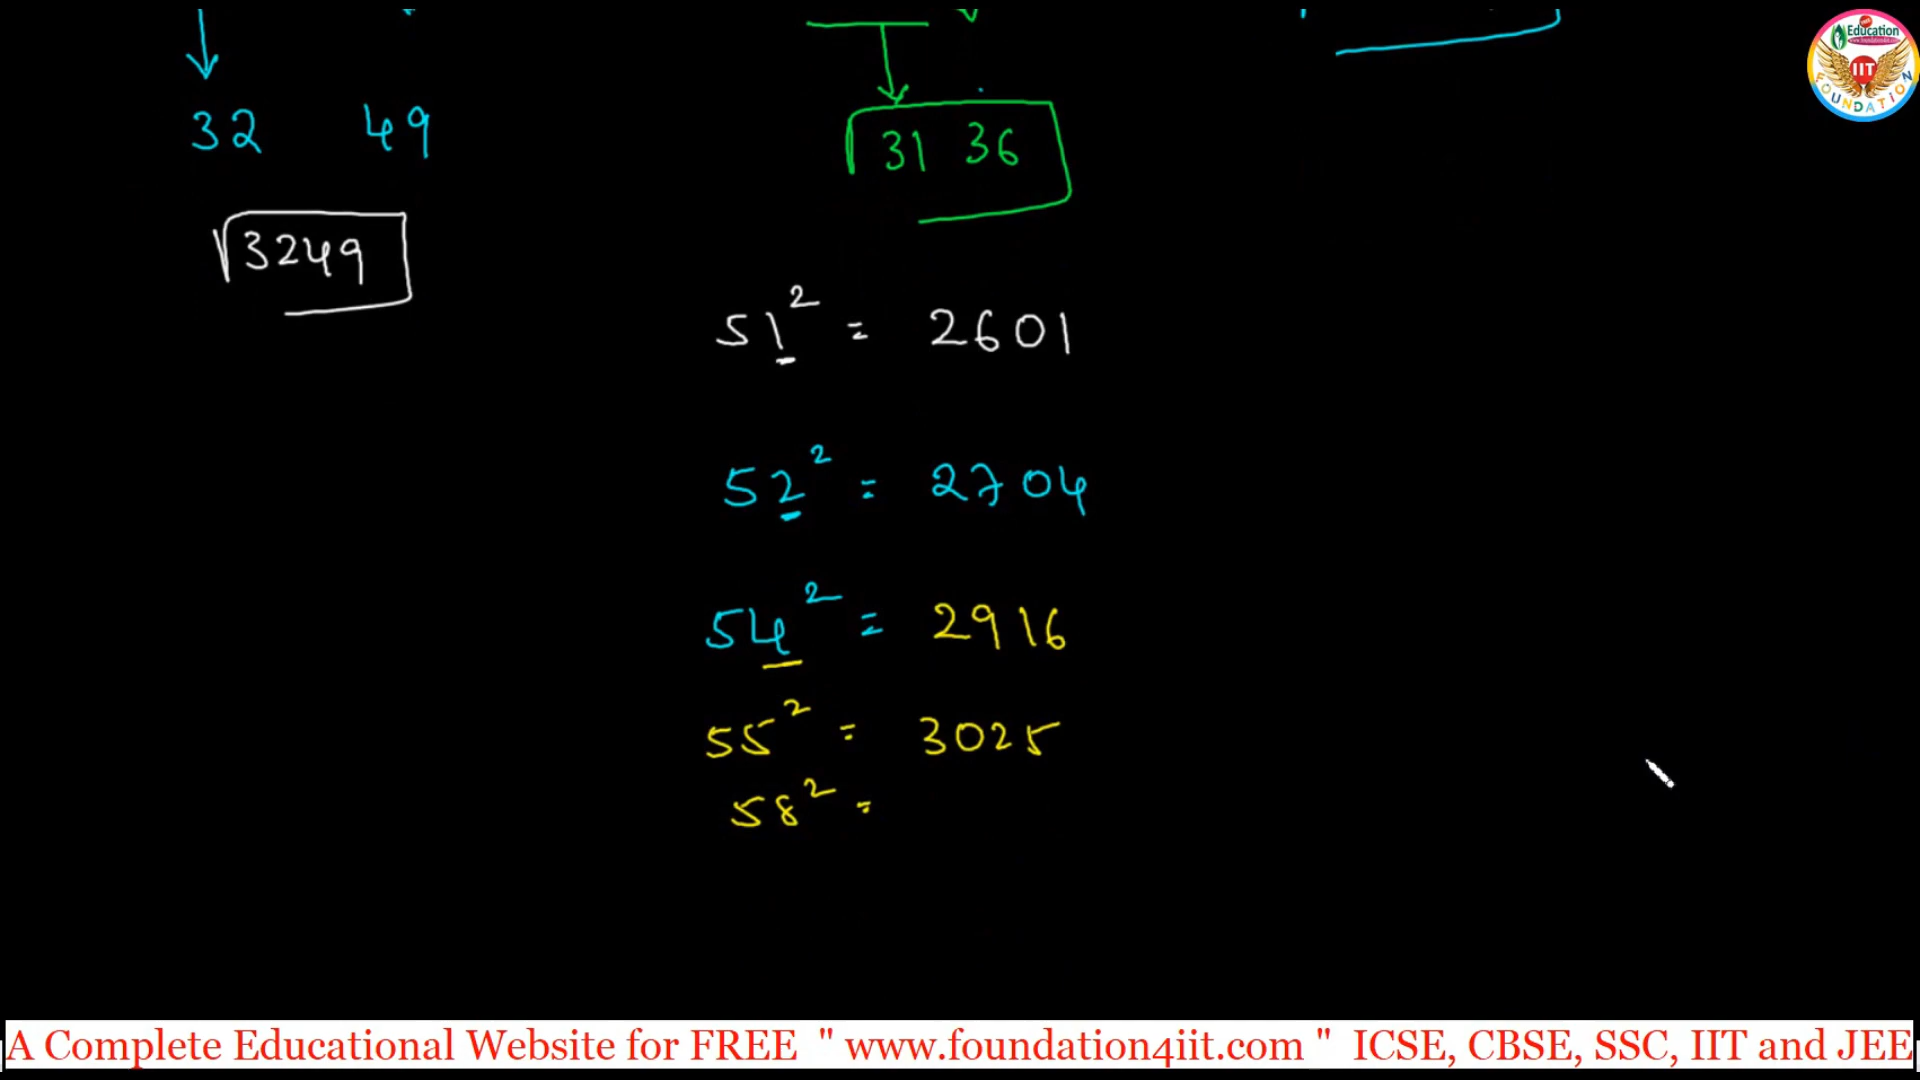 32 49
31 36
3249
51² = 2601
52² = 2704
54² = 2916
55² = 3025
58² =
Education
IIT
FOUNDATION
A Complete Educational Website for FREE " www.foundation4iit.com " ICSE, CBSE, SSC, IIT and JEE